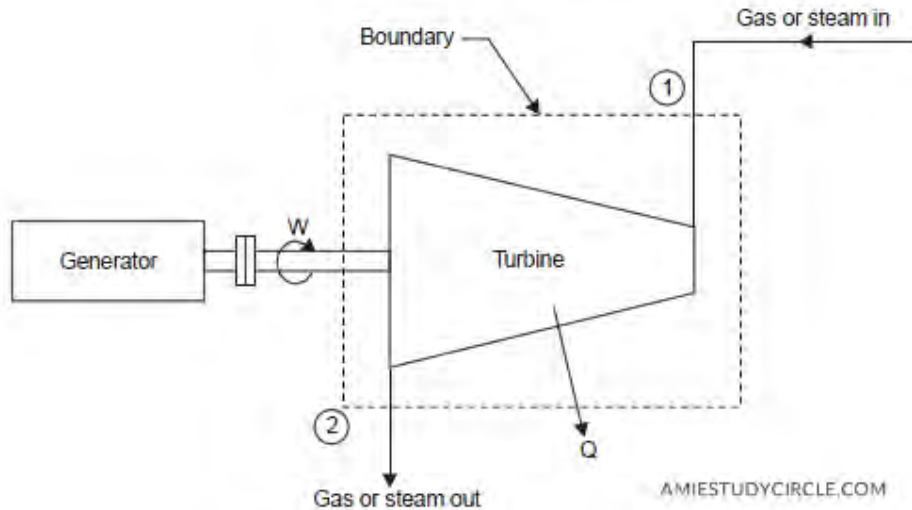 Gas or steam in
Boundary
1
W
Generator
Turbine
2
Q
Gas or steam out
AMIESTUDYCIRCLE.COM